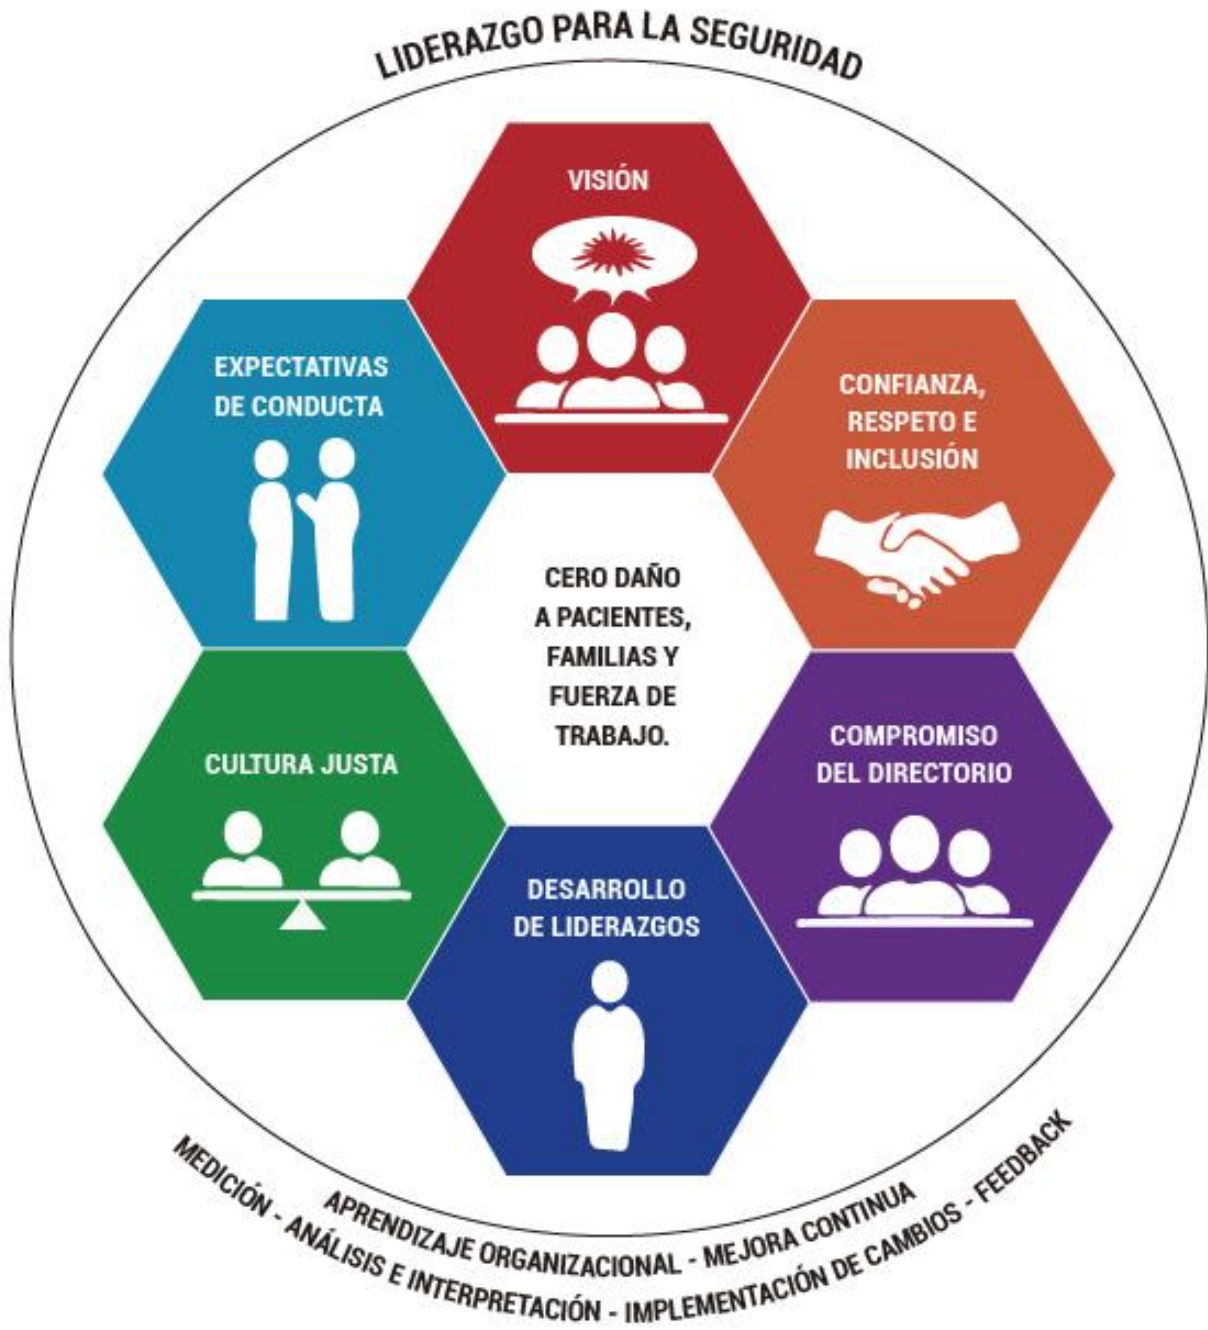 LIDERAZGO PARA LA SEGURIDAD
VISIÓN
EXPECTATIVAS
DE CONDUCTA
CONFIANZA,
RESPETO E
INCLUSIÓN
CERO DAÑO
A PACIENTES,
FAMILIAS Y
FUERZA DE
TRABAJO.
CULTURA JUSTA
COMPROMISO
DEL DIRECTORIO
DESARROLLO
DE LIDERAZGOS
APRENDIZAJE ORGANIZACIONAL - MEJORA CONTINUA
MEDICIÓN - ANÁLISIS E INTERPRETACIÓN - IMPLEMENTACIÓN DE CAMBIOS - FEEDBACK